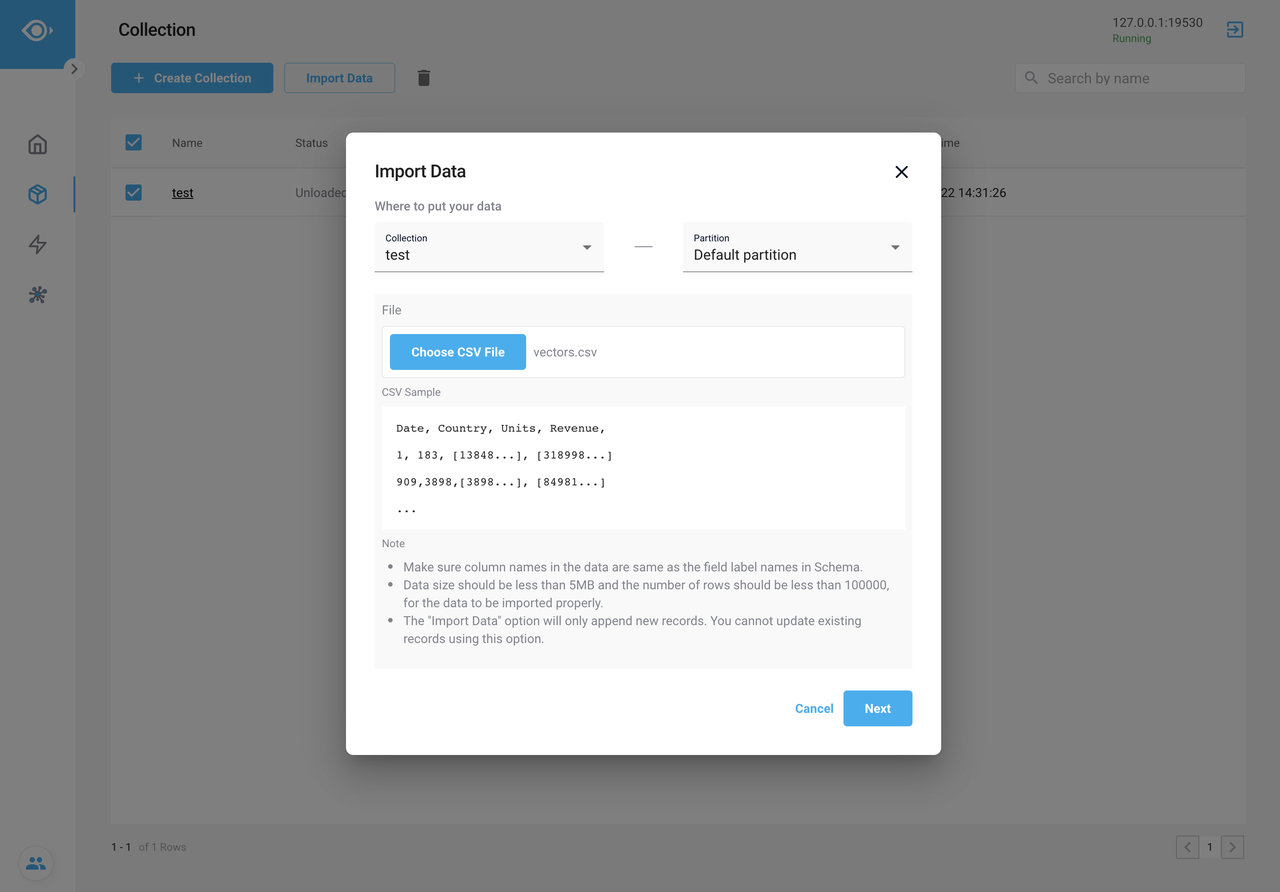 Collection
127.0.0.1:19530
Running
+ Create Collection
Import Data
Search by name
Name
Status
ime
test
Unloaded
22 14:31:26
Import Data
Where to put your data
Collection
test
—
Partition
Default partition
File
Choose CSV File
vectors.csv
CSV Sample
Date, Country, Units, Revenue,
1, 183, [13848...], [318998...]
909,3898,[3898...], [84981...]
...
Note
• Make sure column names in the data are same as the field label names in Schema.
• Data size should be less than 5MB and the number of rows should be less than 100000,
for the data to be imported properly.
• The "Import Data" option will only append new records. You cannot update existing
records using this option.
Cancel
Next
1 - 1 of 1 Rows
1